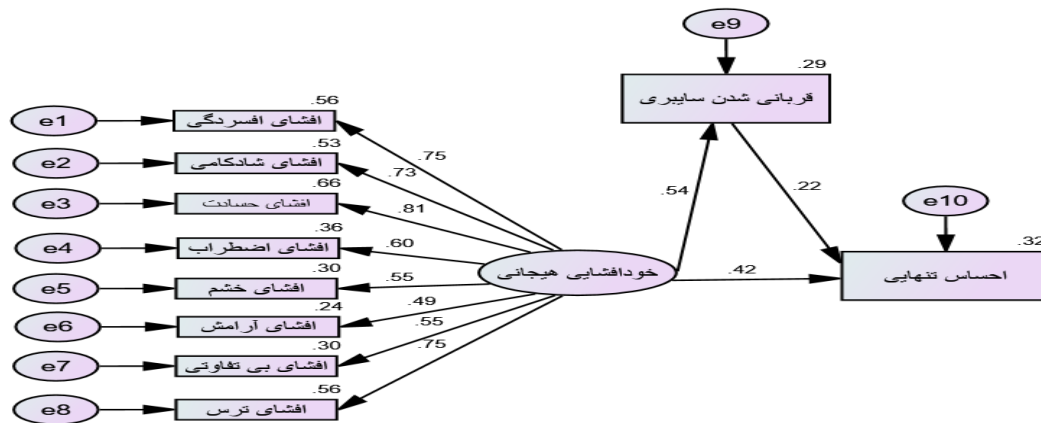 e9
.29
قربانی شدن سایبری
e1
.56
افشای افسردگی
.75
e2
.53
افشای شادکامی
.73
.54
.22
e3
.66
افشای حسادت
.81
e10
e4
.36
افشای اضطراب
.60
.32
احساس تنهایی
خودافشایی هیجانی
.42
e5
.30
افشای خشم
.55
e6
.24
افشای آرامش
.49
e7
.30
افشای بی تفاوتی
.55
e8
.56
افشای ترس
.75